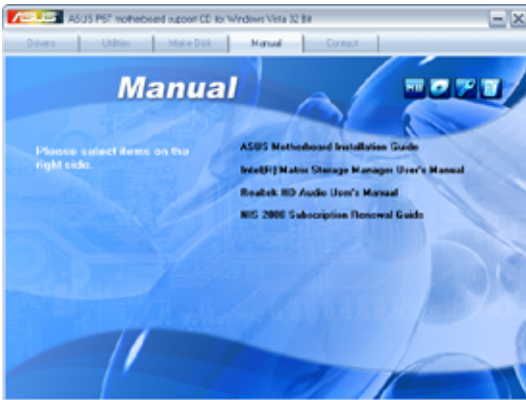 ASUS
ASUS P5T motherboard support CD for Windows Vista 32 Bit
Drivers
Utilities
Make Disk
Manual
Contact
Manual
Please select items on the
right side.
ASUS Motherboard Installation Guide
Intel(R) Matrix Storage Manager User's Manual
Realtek HD Audio User's Manual
NIS 2008 Subscription Renewal Guide